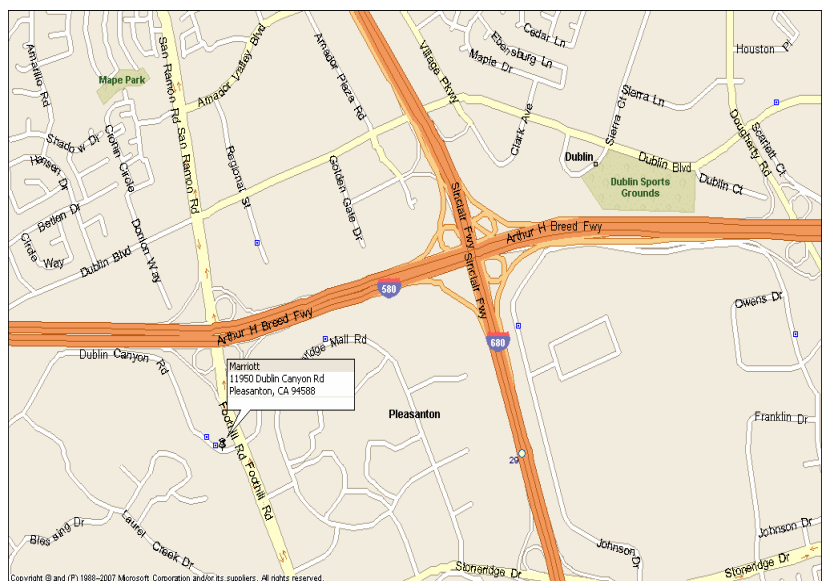 Cedar Ln
Ebensburg Ln
Maple Dr
Houston Pl
Amarillo Rd
San Ramon Rd
San Ramon Rd
Amador Valley Blvd
Amador Plaza Rd
Village Pkwy
Mape Park
Sierra Ln
Sierra Ct
Clark Ave
Dougherty Rd
Scarlett Ct
Shadow Dr
Cronin Circle
Hansen Dr
Regional St
Golden Gate Dr
Dublin
Dublin Blvd
Dublin Ct
Dublin Sports
Grounds
Betlen Dr
Donlon Way
Circle Way
Dublin Blvd
Sinclair Fwy
Sinclair Fwy
Arthur H Breed Fwy
580
Owens Dr
Arthur H Breed Fwy
680
Dublin Canyon Rd
ridge Mall Rd
Marriott
11950 Dublin Canyon Rd
Pleasanton, CA 94588
Pleasanton
Foothill Rd
Foothill Rd
Franklin Dr
29
Blessing Dr
Laurel Creek Dr
Johnson Dr
Johnson Dr
Stoneridge Dr
Stoneridge Dr
Copyright © and (P) 1988–2007 Microsoft Corporation and/or its suppliers. All rights reserved.